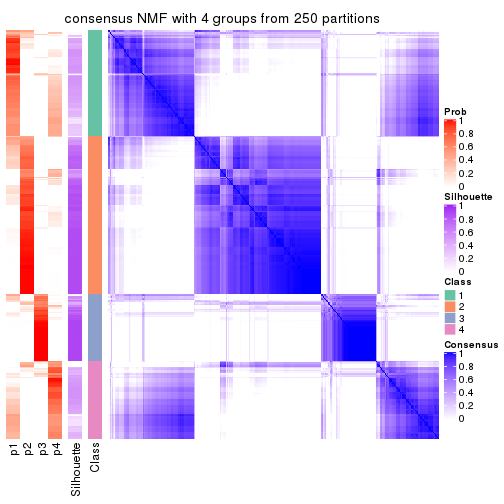 consensus NMF with 4 groups from 250 partitions
Prob
1
0.8
0.6
0.4
0.2
0
Silhouette
1
0.8
0.6
0.4
0.2
0
Class
1
2
3
4
Consensus
1
0.8
0.6
0.4
0.2
0
p1
p2
p3
p4
Silhouette
Class